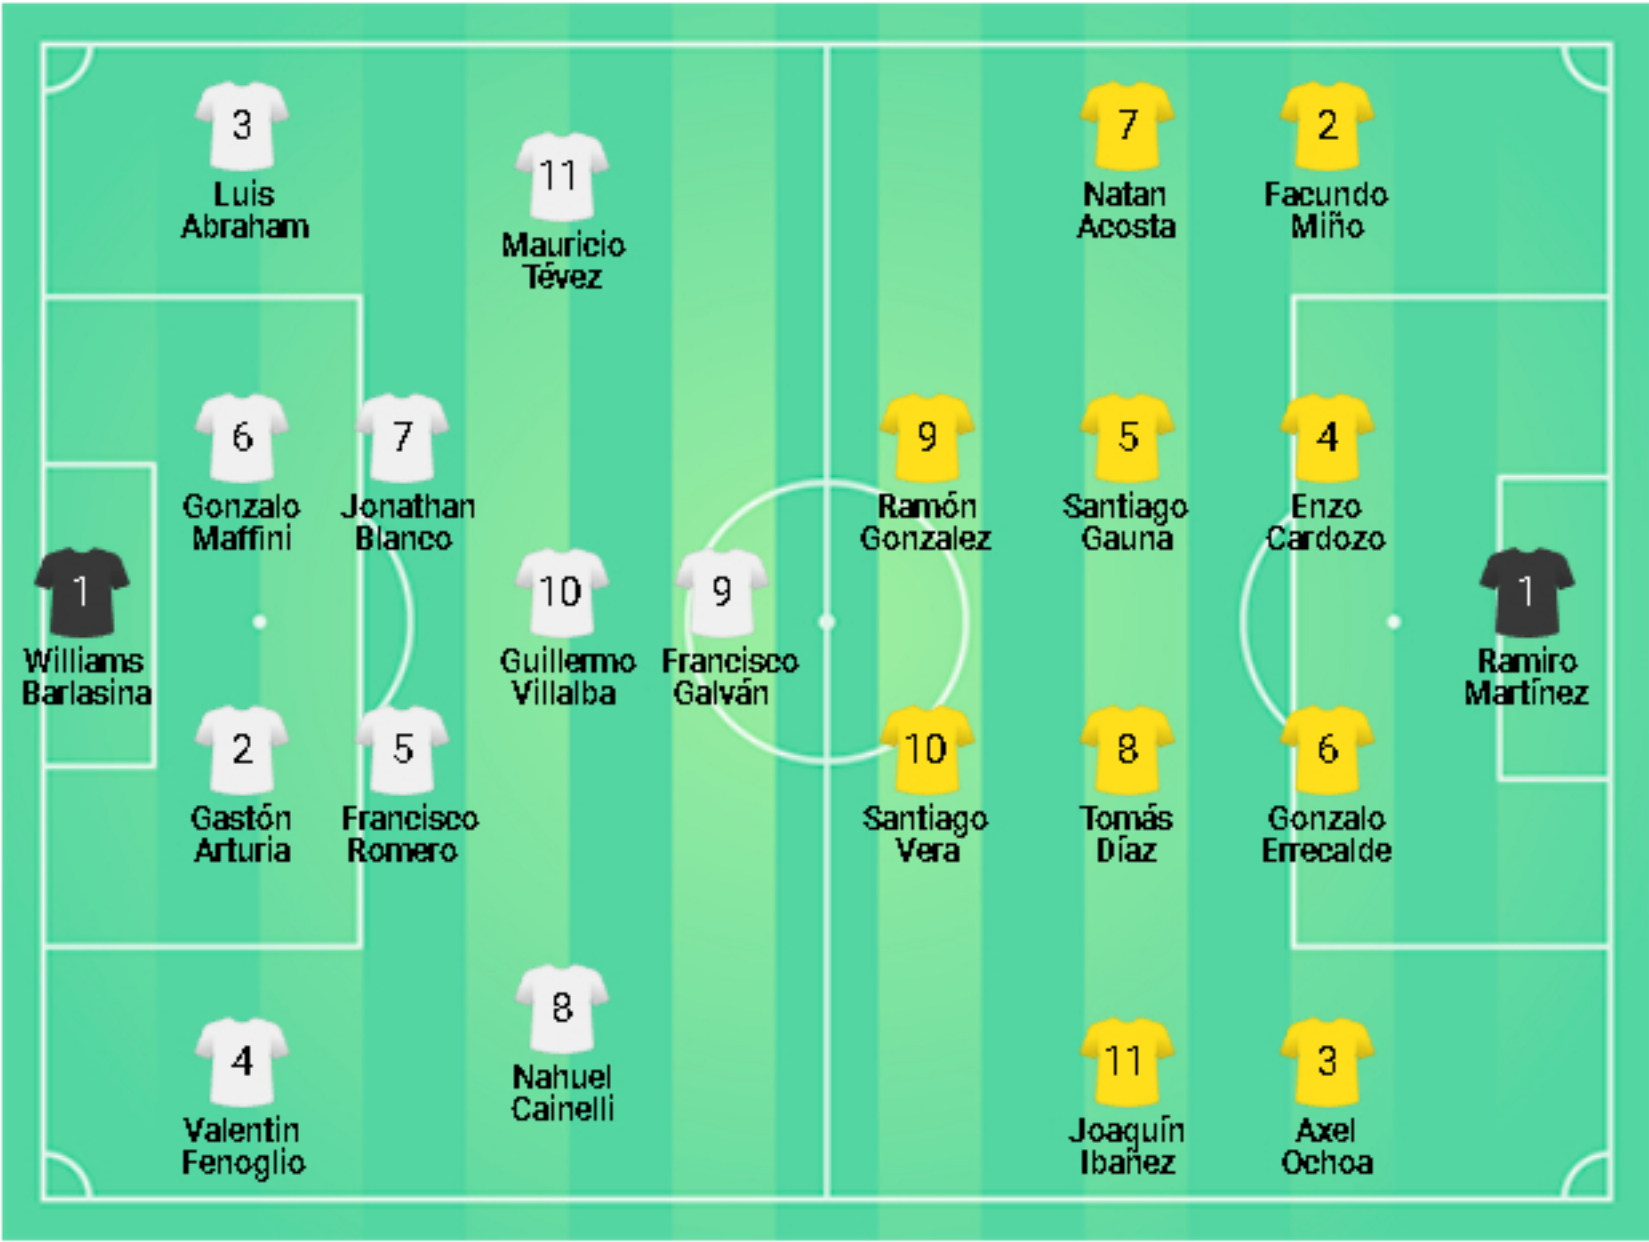 3
Luis
Abraham
11
Mauricio
Tévez
7
Natan
Acosta
2
Facundo
Miño
6
Gonzalo
Maffini
7
Jonathan
Blanco
9
Ramón
Gonzalez
5
Santiago
Gauna
4
Enzo
Cardozo
1
Williams
Barlasina
10
Guillermo
Villalba
9
Francisco
Galván
1
Ramiro
Martínez
2
Gastón
Arturia
5
Francisco
Romero
10
Santiago
Vera
8
Tomás
Díaz
6
Gonzalo
Errecalde
8
Nahuel
Cainelli
4
Valentin
Fenoglio
11
Joaquín
Ibañez
3
Axel
Ochoa